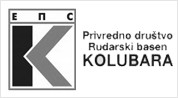 ЕПС
Privredno društvo
Rudarski basen
KOLUBARA